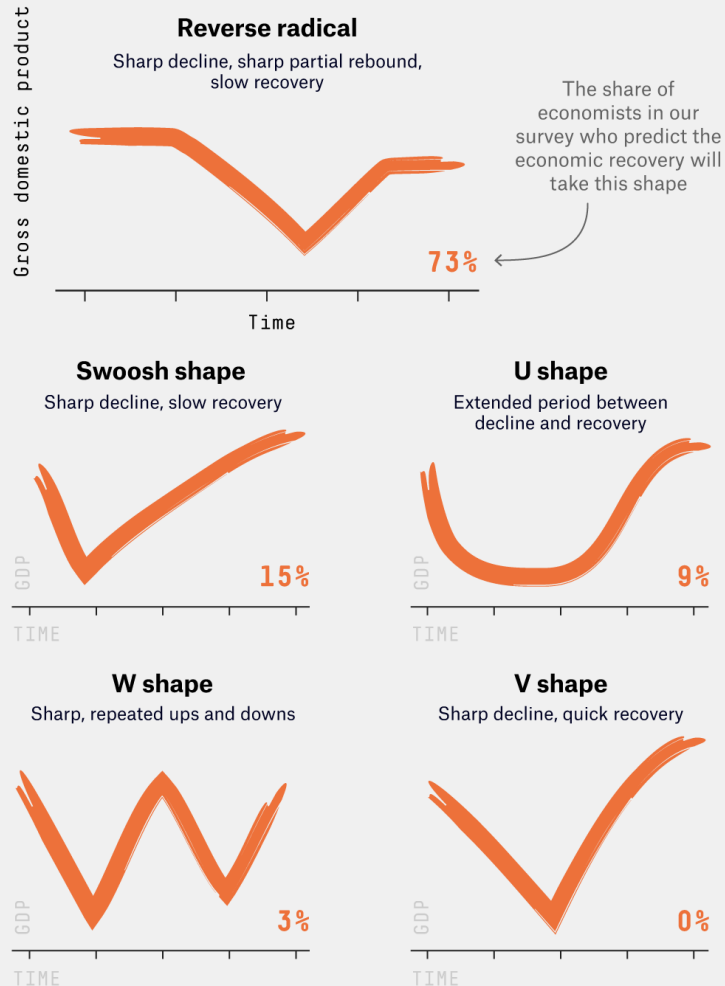 Gross domestic product
Reverse radical
Sharp decline, sharp partial rebound,
slow recovery
The share of
economists in our
survey who predict the
economic recovery will
take this shape
73%
Time
Swoosh shape
Sharp decline, slow recovery
GDP
15%
TIME
U shape
Extended period between
decline and recovery
GDP
9%
TIME
W shape
Sharp, repeated ups and downs
GDP
3%
TIME
V shape
Sharp decline, quick recovery
GDP
0%
TIME